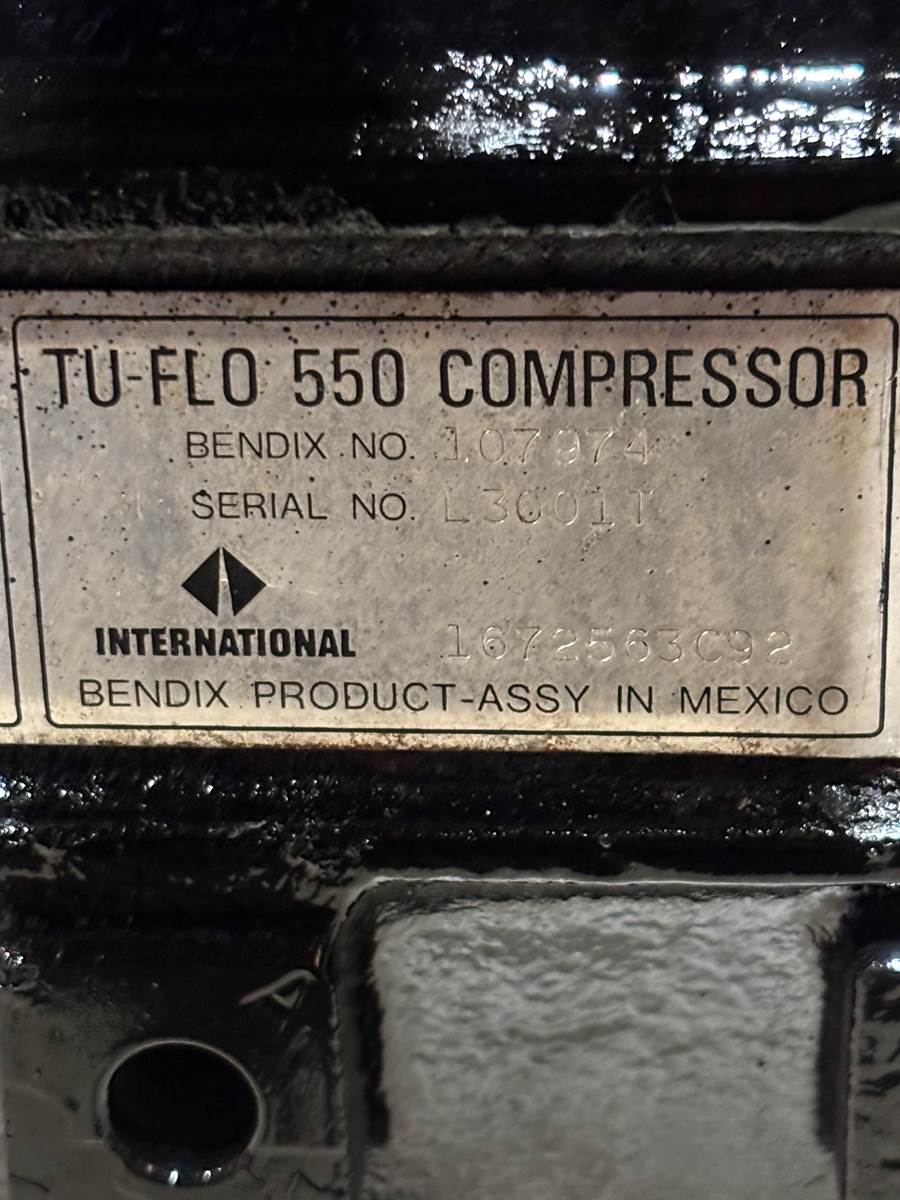 TU-FLO 550 COMPRESSOR
BENDIX NO. 107974
SERIAL NO. L3001T
INTERNATIONAL 1672563C92
BENDIX PRODUCT-ASSY IN MEXICO
A